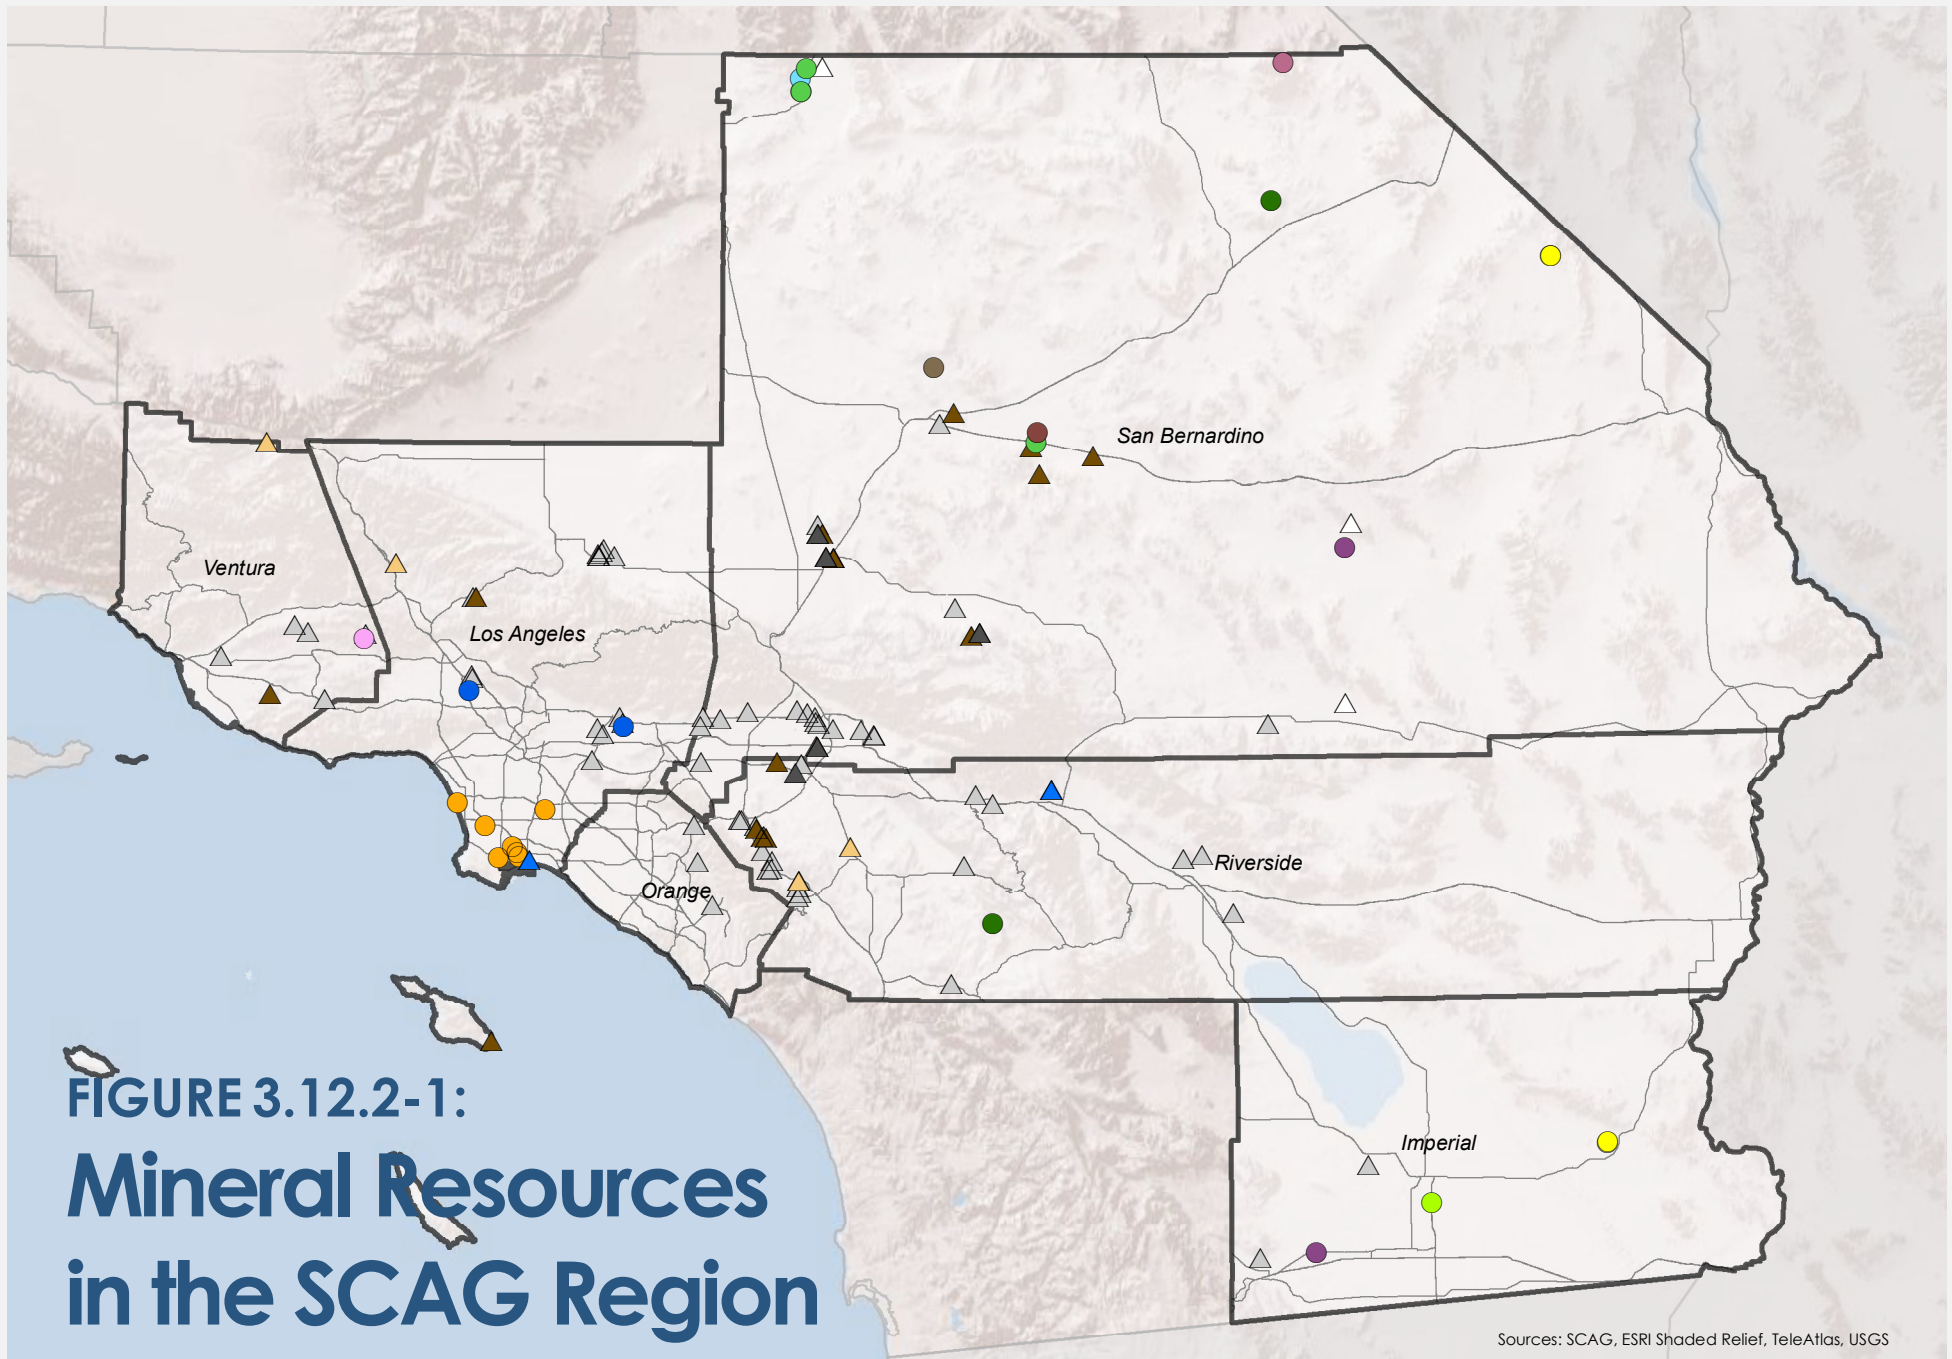 San Bernardino
Ventura
Los Angeles
Riverside
Orange
Imperial
FIGURE 3.12.2-1:
Mineral Resources
in the SCAG Region
Sources: SCAG, ESRI Shaded Relief, TeleAtlas, USGS